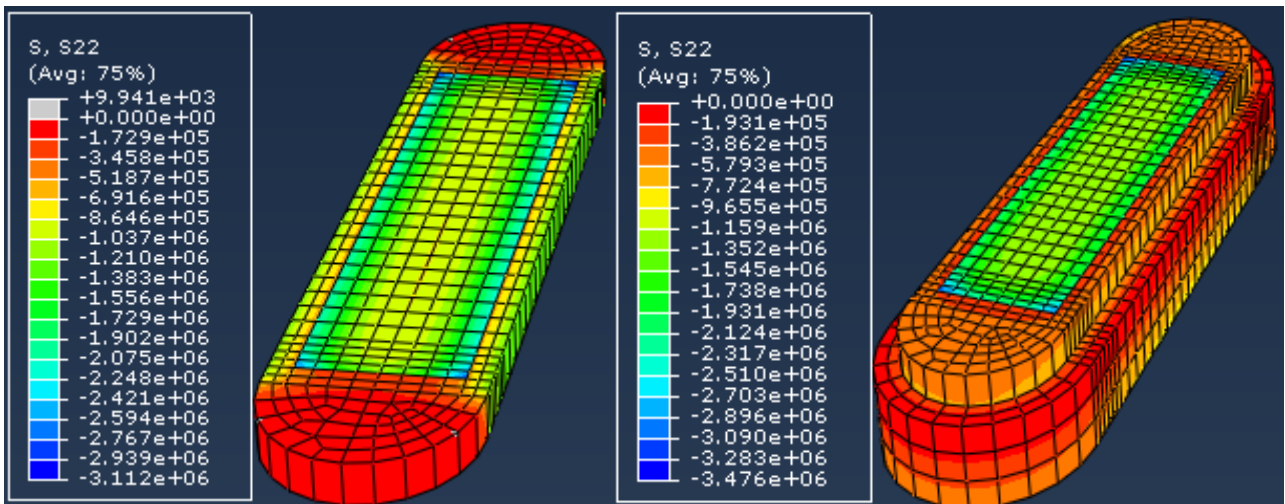 S, S22
(Avg: 75%)
+9.941e+03
+0.000e+00
-1.729e+05
-3.458e+05
-5.187e+05
-6.916e+05
-8.646e+05
-1.037e+06
-1.210e+06
-1.383e+06
-1.556e+06
-1.729e+06
-1.902e+06
-2.075e+06
-2.248e+06
-2.421e+06
-2.594e+06
-2.767e+06
-2.939e+06
-3.112e+06
S, S22
(Avg: 75%)
+0.000e+00
-1.931e+05
-3.862e+05
-5.793e+05
-7.724e+05
-9.655e+05
-1.159e+06
-1.352e+06
-1.545e+06
-1.738e+06
-1.931e+06
-2.124e+06
-2.317e+06
-2.510e+06
-2.703e+06
-2.896e+06
-3.090e+06
-3.283e+06
-3.476e+06